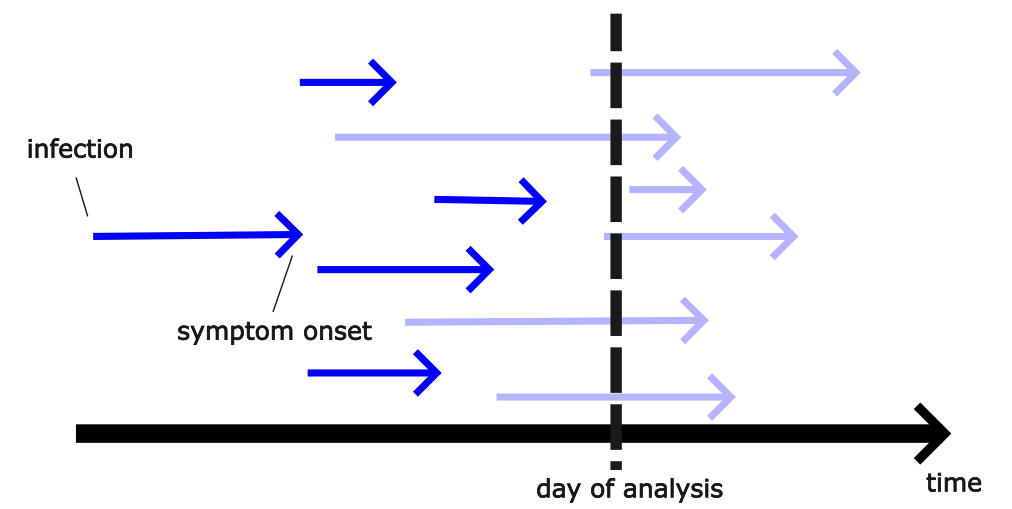 infection
symptom onset
day of analysis
time